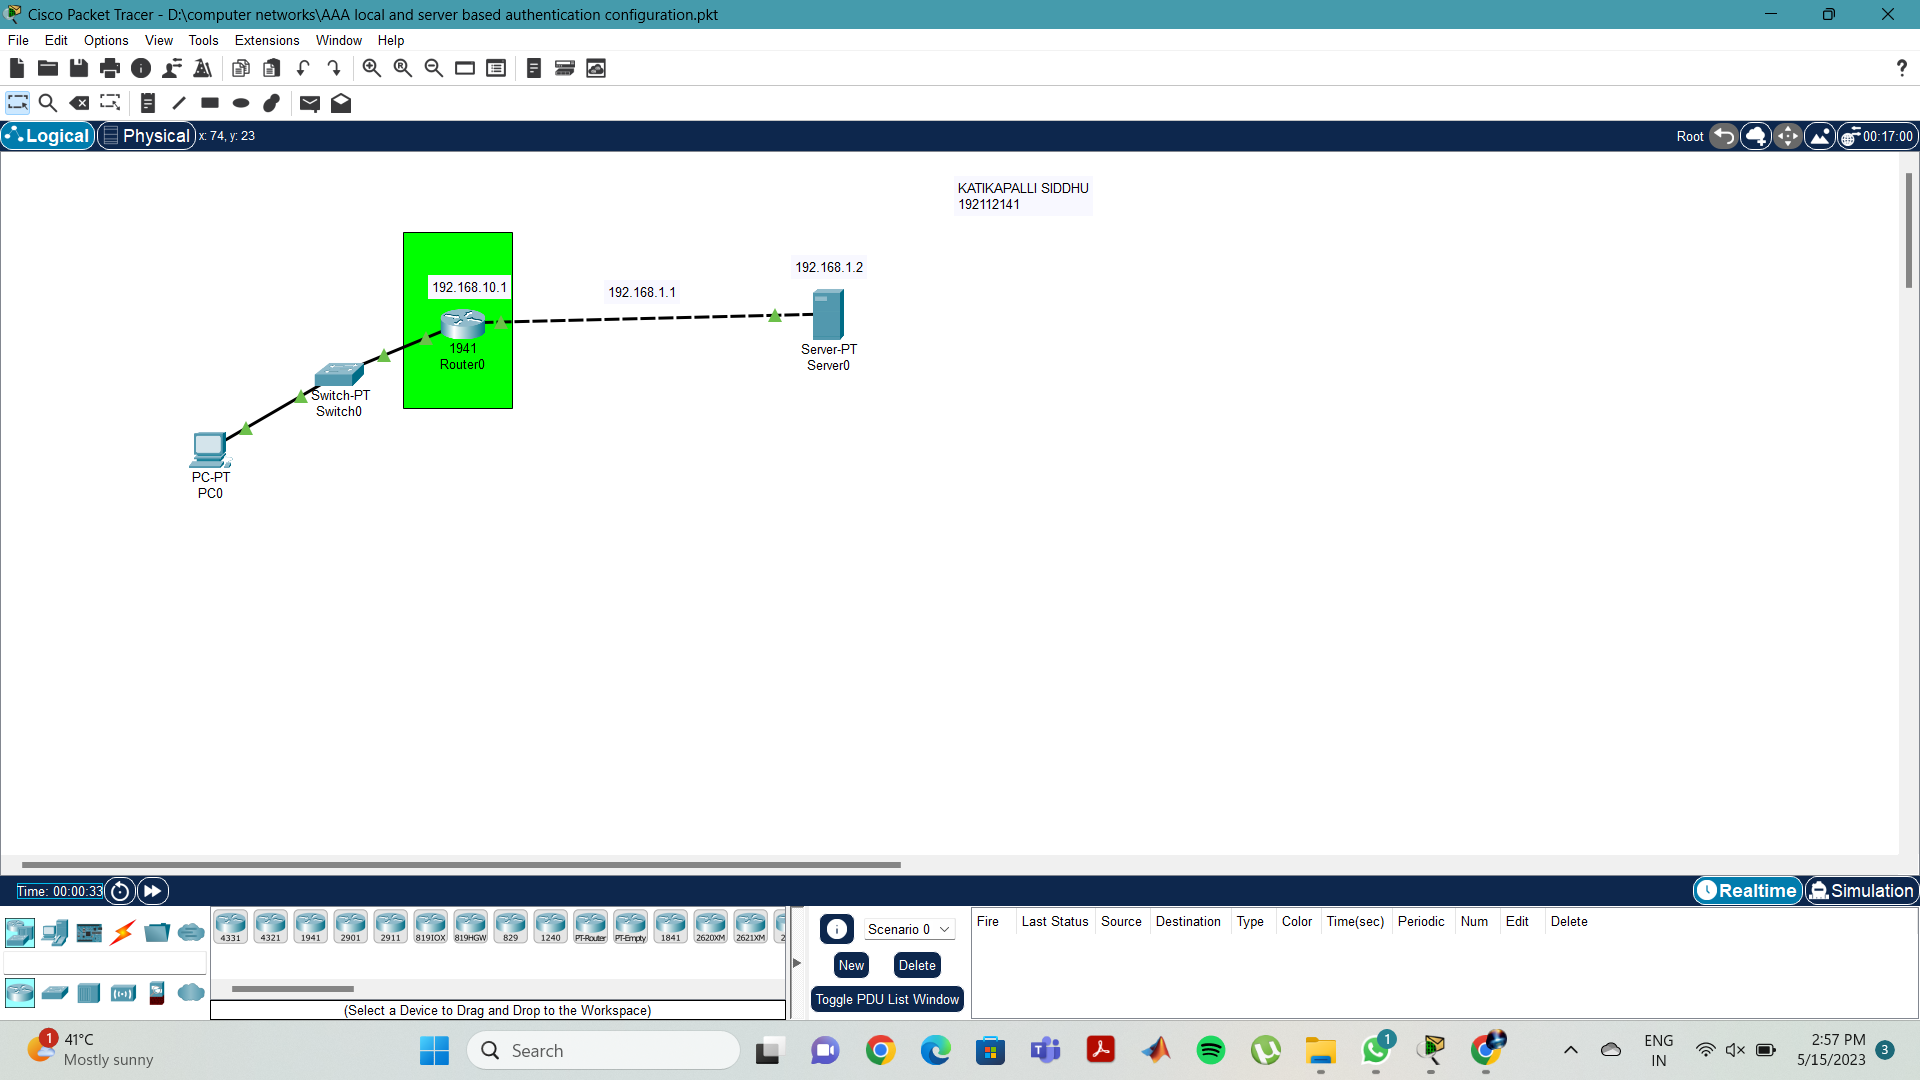 Cisco Packet Tracer - D:\computer networks\AAA local and server based authentication configuration.pkt
File Edit Options View Tools Extensions Window Help
Logical Physical x: 74, y: 23 Root 00:17:00
KATIKAPALLI SIDDHU
192112141
192.168.1.2
192.168.10.1
192.168.1.1
1941
Router0
Server-PT
Server0
Switch-PT
Switch0
PC-PT
PC0
Time: 00:00:33 Realtime Simulation
4331 4321 1941 2901 2911 819IOX 819HGW 829 1240 PT-Router PT-Empty 1841 2620XM 2621XM 2
(Select a Device to Drag and Drop to the Workspace)
Scenario 0
New Delete
Toggle PDU List Window
Fire Last Status Source Destination Type Color Time(sec) Periodic Num Edit Delete
1
41°C
Mostly sunny
Search
1
ENG
IN
2:57 PM
5/15/2023
3